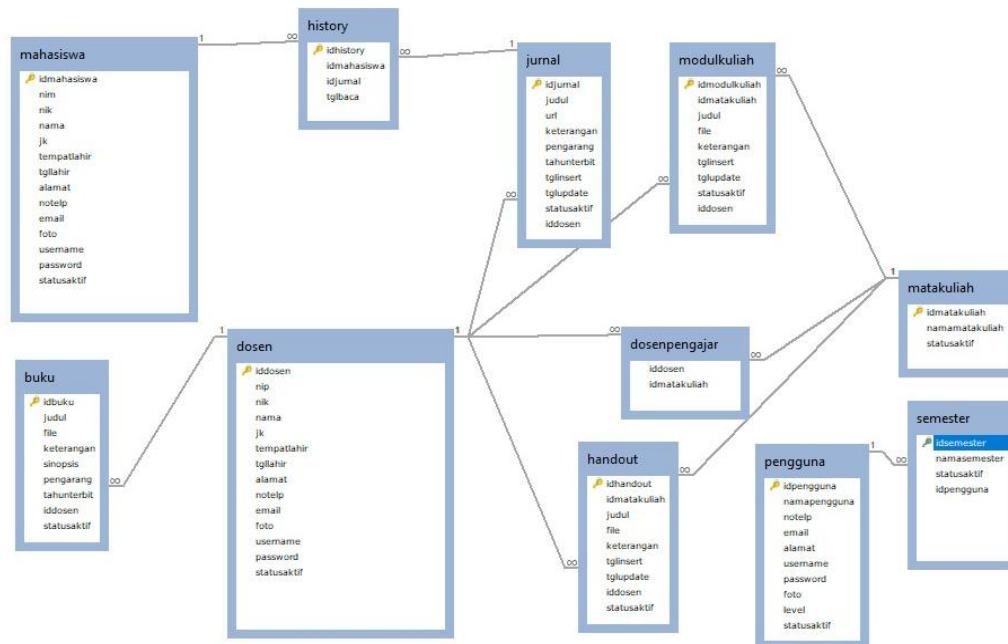 mahasiswa
idmahasiswa
nim
nik
nama
jk
tempatlahir
tgllahir
alamat
notelp
email
foto
username
password
statusaktif
1
∞
history
idhistory
idmahasiswa
idjurnal
tglbaca
∞
1
jurnal
idjurnal
judul
url
keterangan
pengarang
tahunterbit
tglinsert
tglupdate
statusaktif
iddosen
∞
modulkuliah
idmodulkuliah
idmatakuliah
judul
file
keterangan
tglinsert
tglupdate
statusaktif
iddosen
∞
∞
1
matakuliah
idmatakuliah
namamatakuliah
statusaktif
buku
idbuku
judul
file
keterangan
sinopsis
pengarang
tahunterbit
iddosen
statusaktif
∞
1
dosen
iddosen
nip
nik
nama
jk
tempatlahir
tgllahir
alamat
notelp
email
foto
username
password
statusaktif
1
∞
dosenpengajar
iddosen
idmatakuliah
∞
handout
idhandout
idmatakuliah
judul
file
keterangan
tglinsert
tglupdate
iddosen
statusaktif
∞
∞
pengguna
idpengguna
namapengguna
notelp
email
alamat
username
password
foto
level
statusaktif
1
∞
semester
idsemester
namasemester
statusaktif
idpengguna